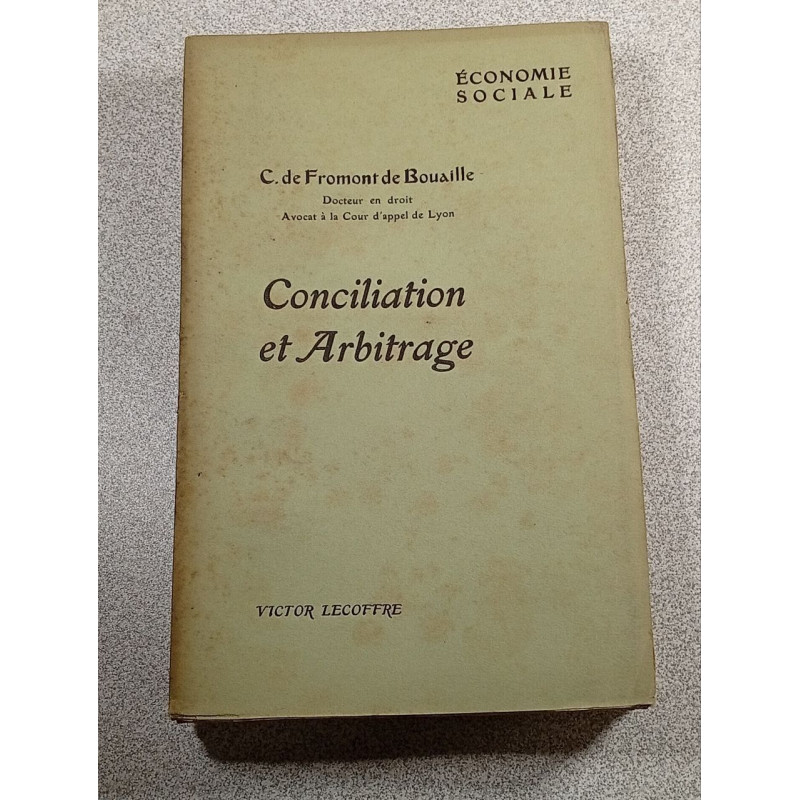 ÉCONOMIE
SOCIALE
C. de Fromont de Bouaille
Docteur en droit
Avocat à la Cour d'appel de Lyon
Conciliation
et Arbitrage
VICTOR LECOFFRE